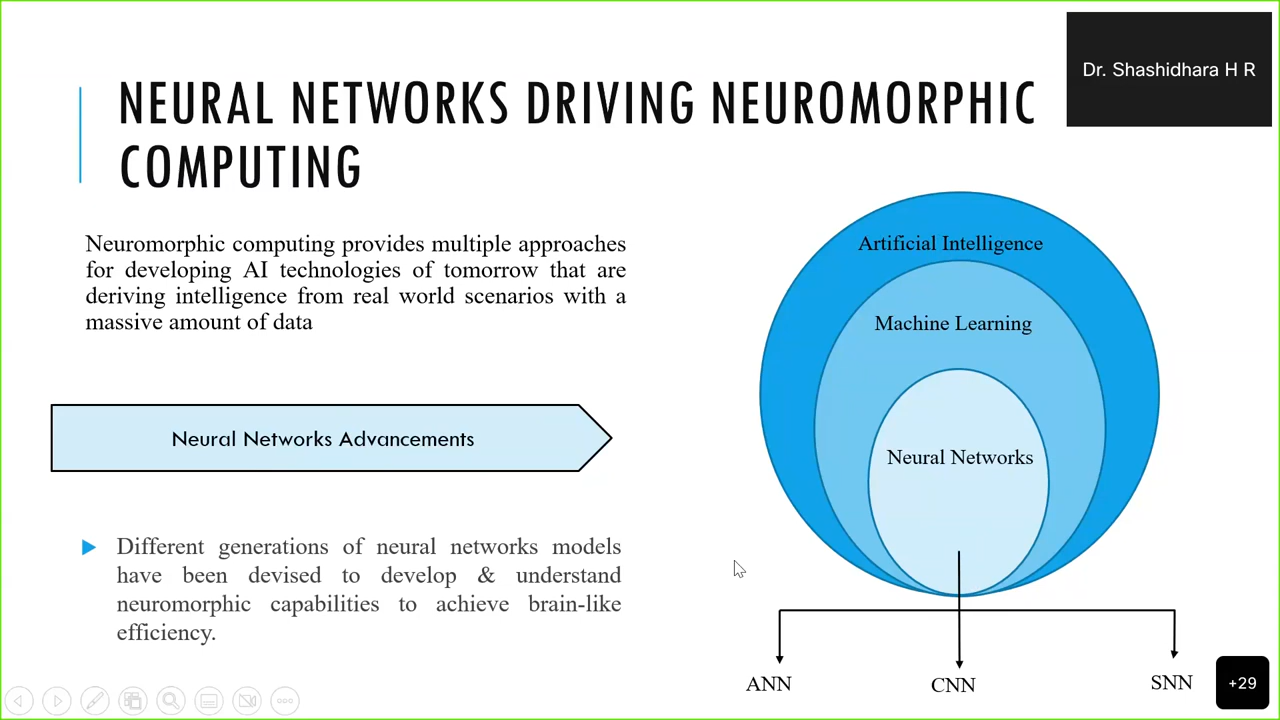 Dr. Shashidhara H R
NEURAL NETWORKS DRIVING NEUROMORPHIC
COMPUTING
Neuromorphic computing provides multiple approaches
for developing AI technologies of tomorrow that are
deriving intelligence from real world scenarios with a
massive amount of data
Neural Networks Advancements
Different generations of neural networks models
have been devised to develop & understand
neuromorphic capabilities to achieve brain-like
efficiency.
Artificial Intelligence
Machine Learning
Neural Networks
ANN
CNN
SNN
+29